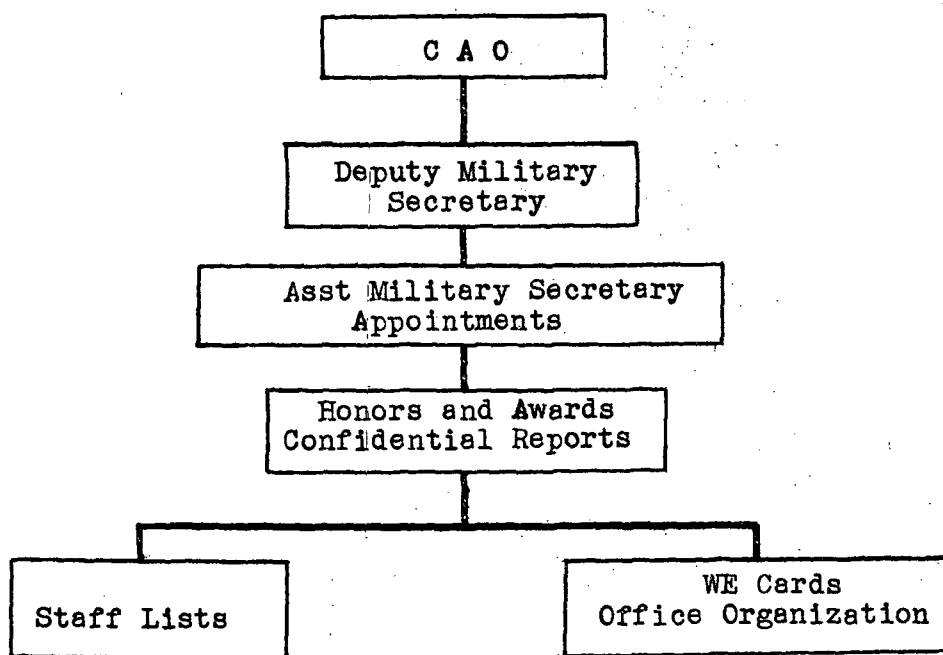 C A O
Deputy Military
Secretary
Asst Military Secretary
Appointments
Honors and Awards
Confidential Reports
Staff Lists
WE Cards
Office Organization